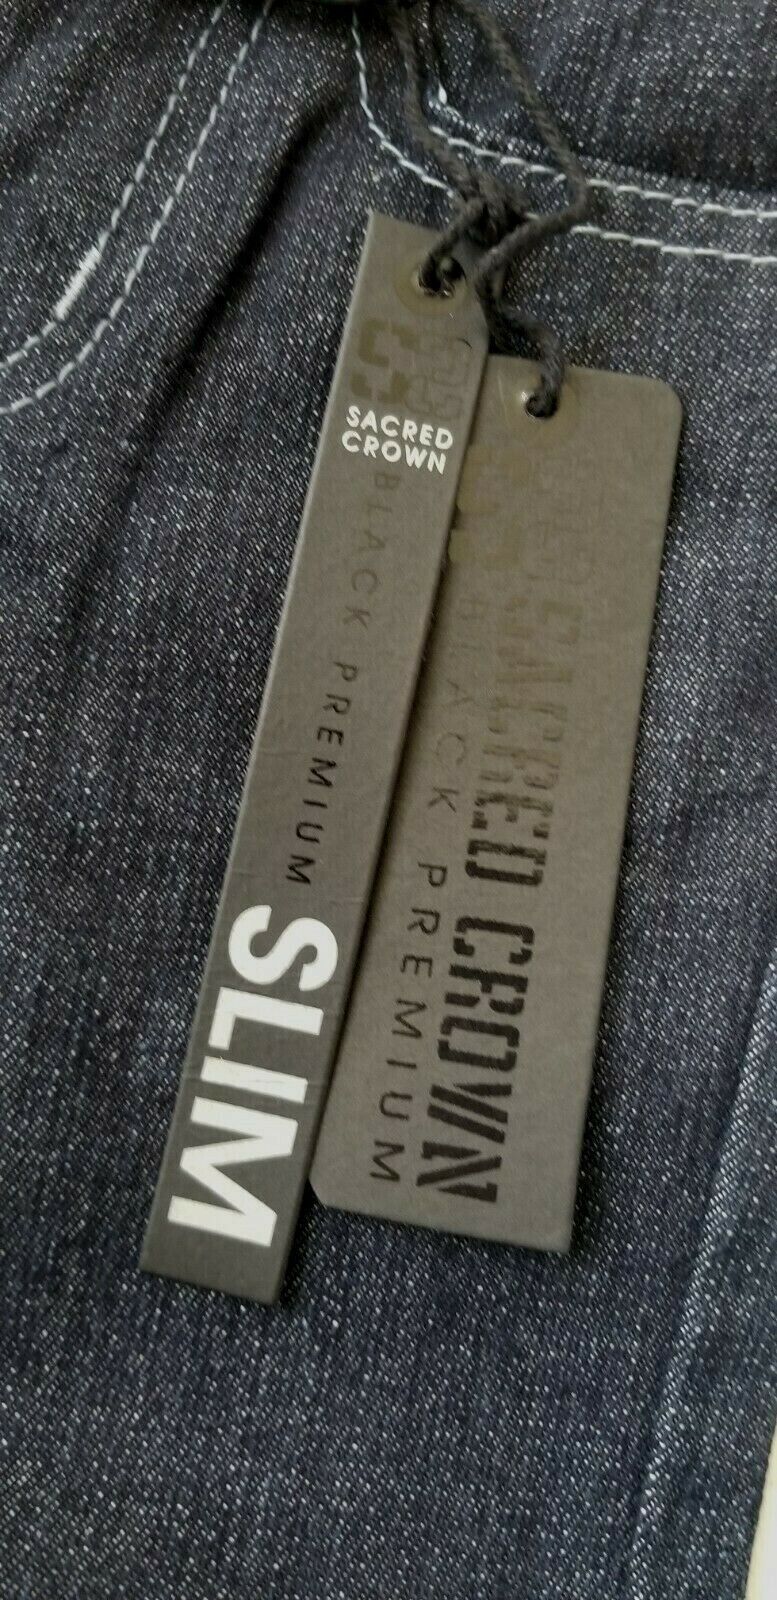 SACRED
CROWN
BLACK PREMIUM
SLIM
SACRED CROWN
BLACK PREMIUM